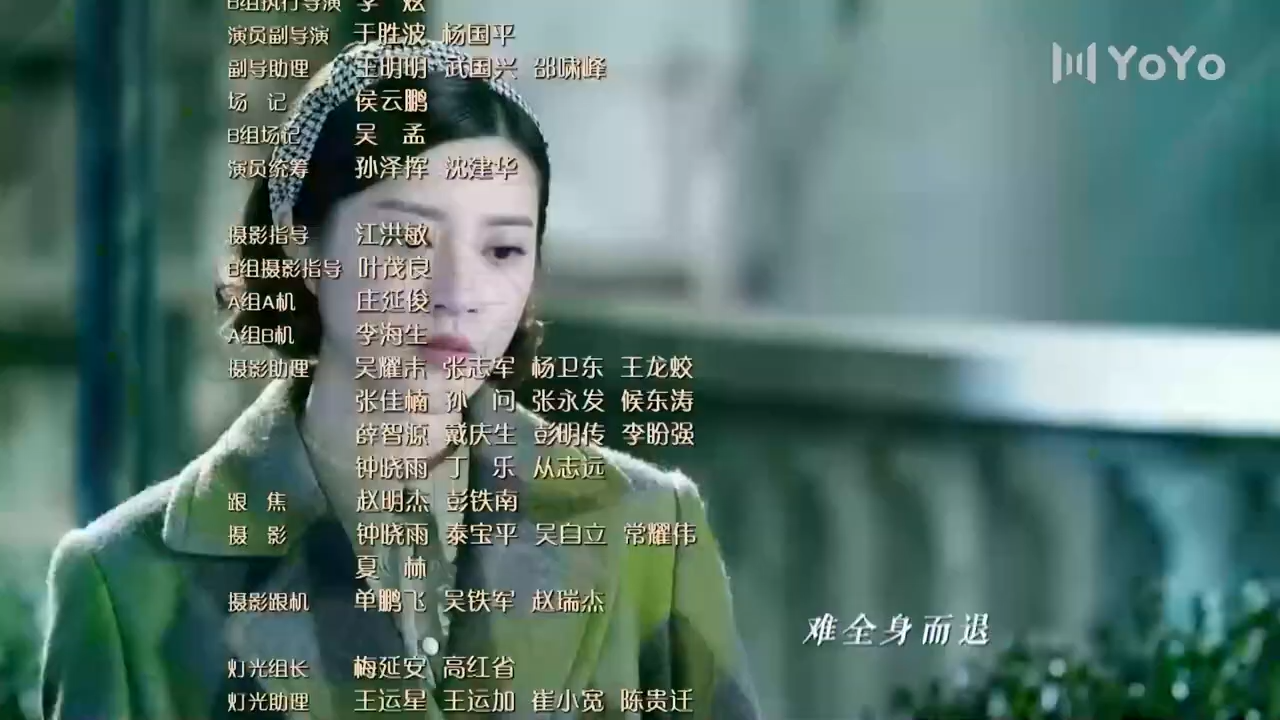 B组执行导演 李 炫
演员副导演 于胜波 杨国平
副导助理 王明明 武国兴 邵啸峰
场 记 侯云鹏
B组场记 吴 孟
演员统筹 孙泽挥 沈建华
摄影指导 江洪敏
B组摄影指导 叶茂良
A组A机 庄延俊
A组B机 李海生
摄影助理 吴耀市 张志军 杨卫东 王龙蛟
张佳楠 孙 问 张永发 候东涛
薛智源 戴庆生 彭明传 李盼强
钟晓雨 丁 乐 从志远
跟 焦 赵明杰 彭铁南
摄 影 钟晓雨 泰宝平 吴自立 常耀伟
夏 林
摄影跟机 单鹏飞 吴铁军 赵瑞杰
灯光组长 梅延安 高红省
灯光助理 王运星 王运加 崔小宽 陈贵迁
YoYo
难全身而退